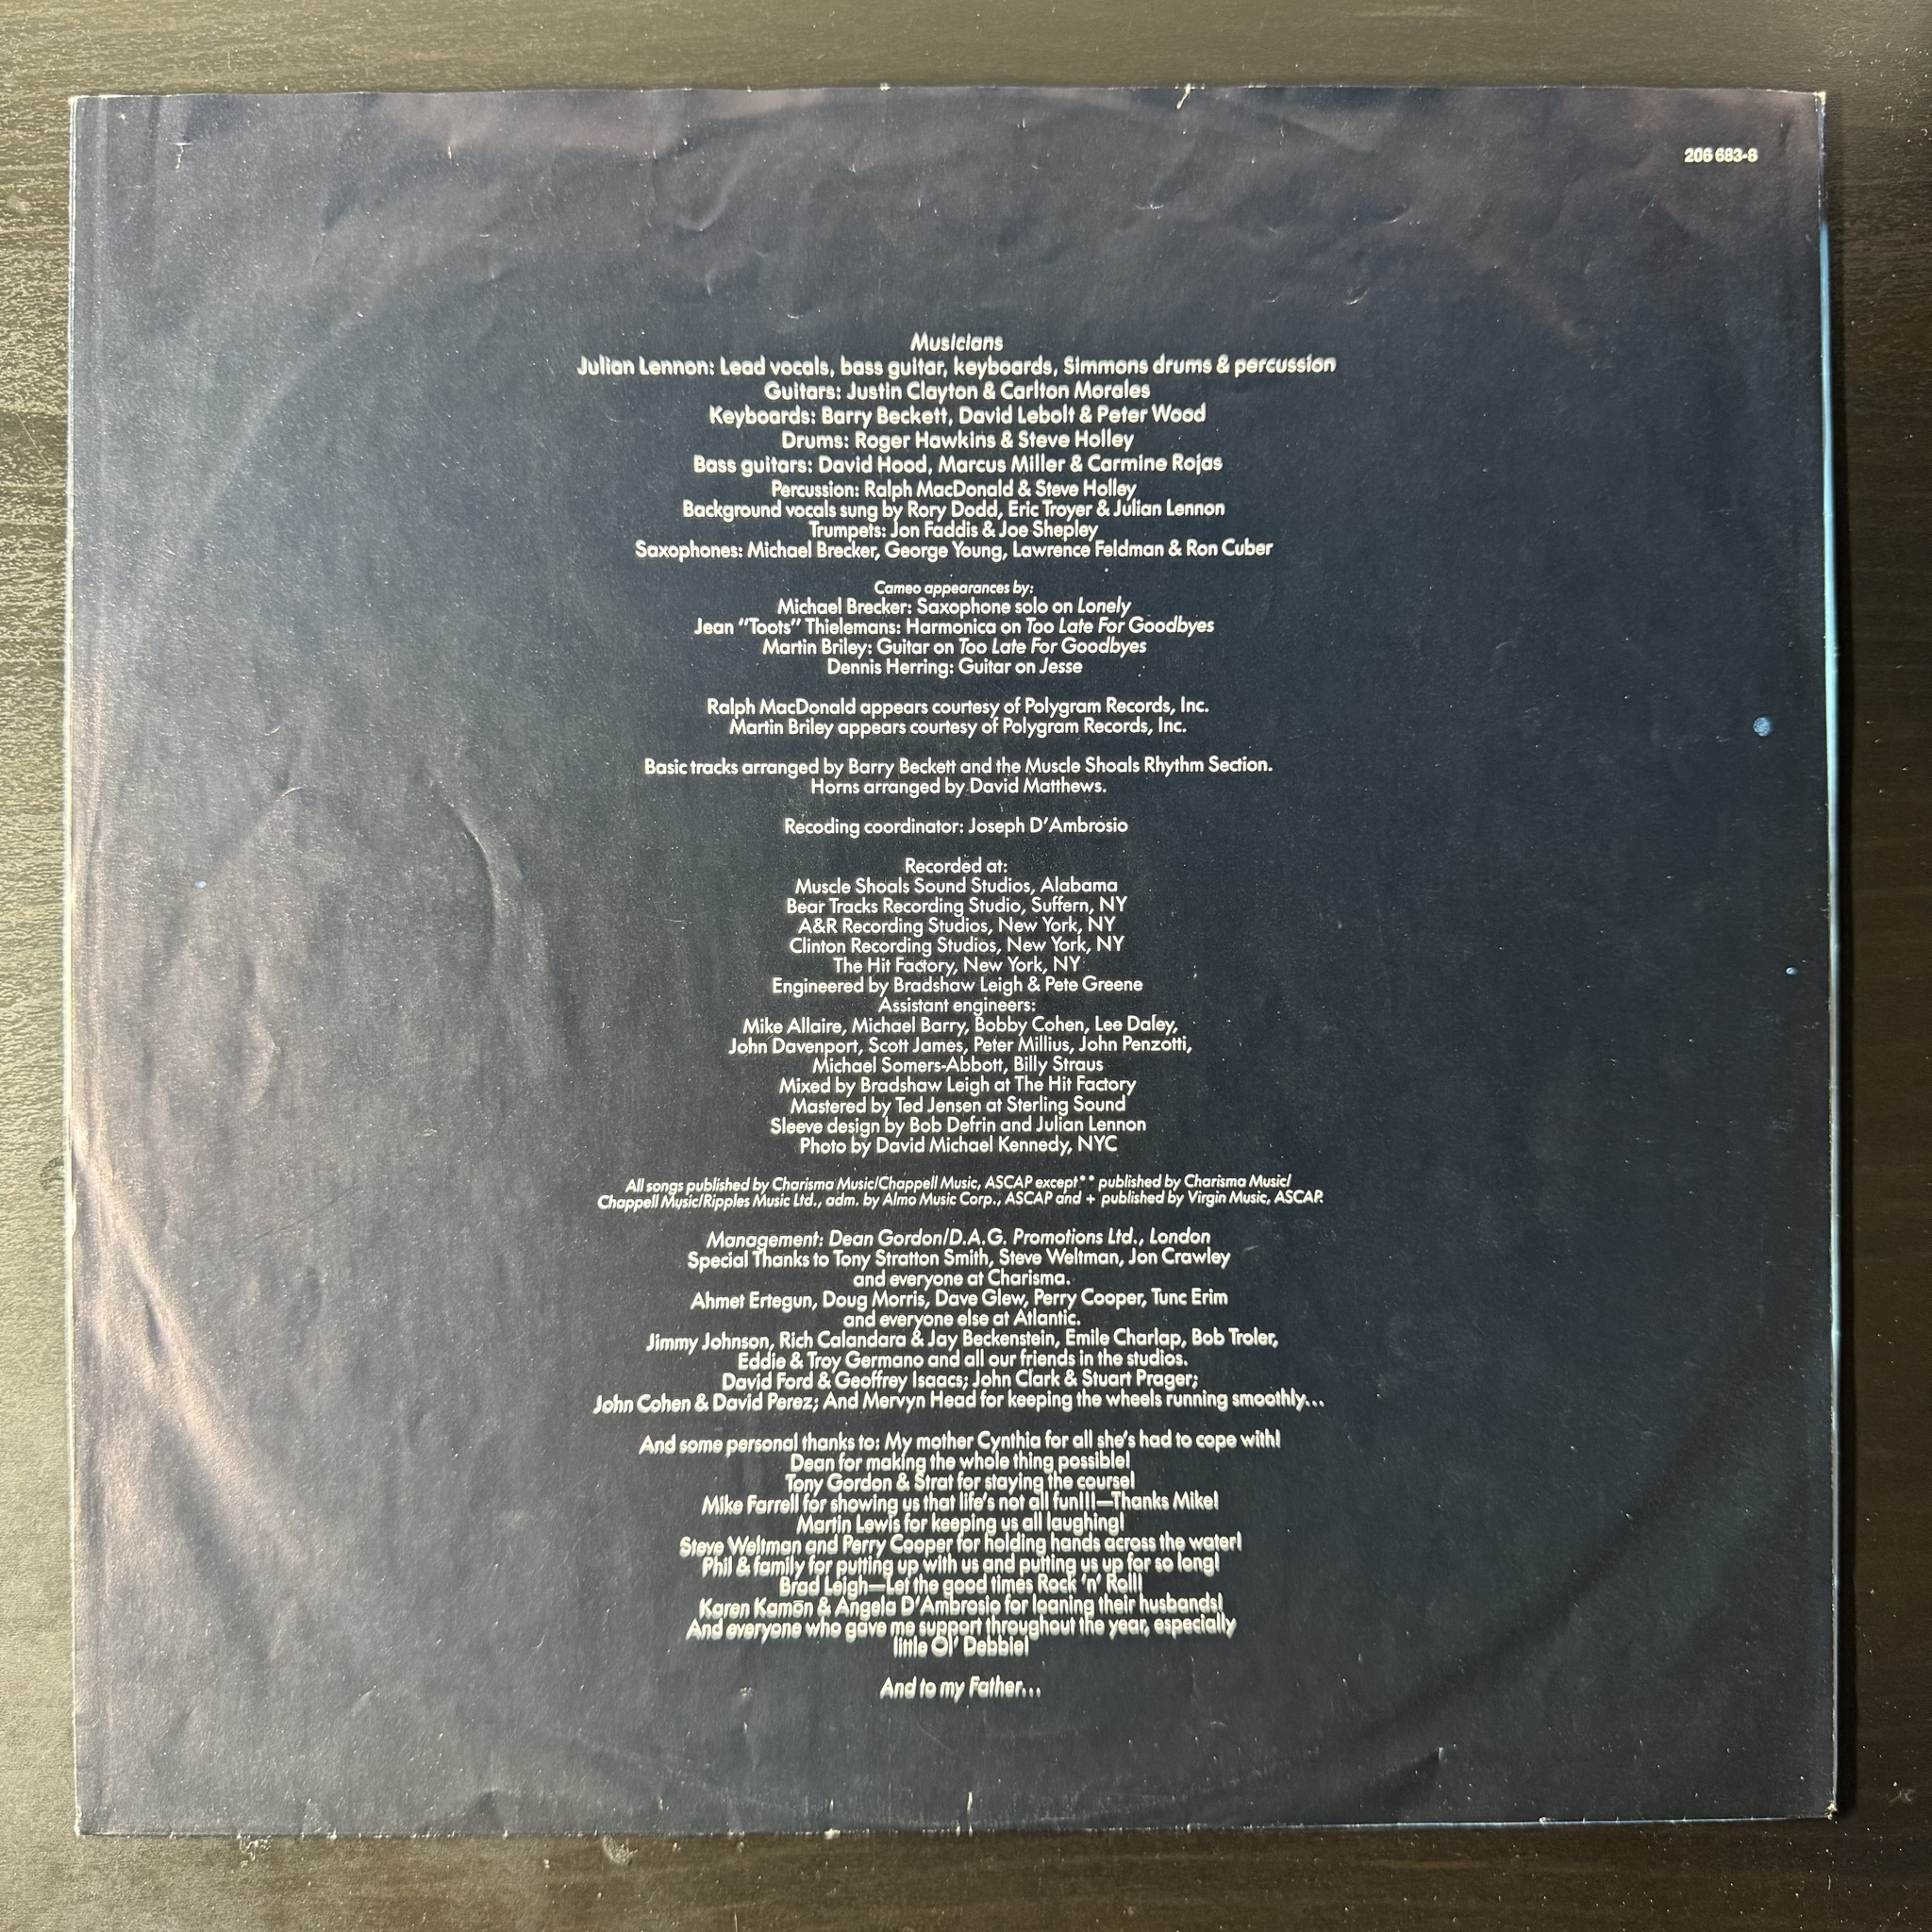 206 683-8
Musicians
Julian Lennon: Lead vocals, bass guitar, keyboards, Simmons drums & percussion
Guitars: Justin Clayton & Carlton Morales
Keyboards: Barry Beckett, David Lebolt & Peter Wood
Drums: Roger Hawkins & Steve Holley
Bass guitars: David Hood, Marcus Miller & Carmine Rojas
Percussion: Ralph MacDonald & Steve Holley
Background vocals sung by Rory Dodd, Eric Troyer & Julian Lennon
Trumpets: Jon Faddis & Joe Shepley
Saxophones: Michael Brecker, George Young, Lawrence Feldman & Ron Cuber
Cameo appearances by:
Michael Brecker: Saxophone solo on Lonely
Jean "Toots" Thielemans: Harmonica on Too Late For Goodbyes
Martin Briley: Guitar on Too Late For Goodbyes
Dennis Herring: Guitar on Jesse
Ralph MacDonald appears courtesy of Polygram Records, Inc.
Martin Briley appears courtesy of Polygram Records, Inc.
Basic tracks arranged by Barry Beckett and the Muscle Shoals Rhythm Section.
Horns arranged by David Matthews.
Recoding coordinator: Joseph D'Ambrosio
Recorded at:
Muscle Shoals Sound Studios, Alabama
Bear Tracks Recording Studio, Suffern, NY
A&R Recording Studios, New York, NY
Clinton Recording Studios, New York, NY
The Hit Factory, New York, NY
Engineered by Bradshaw Leigh & Pete Greene
Assistant engineers:
Mike Allaire, Michael Barry, Bobby Cohen, Lee Daley,
John Davenport, Scott James, Peter Millius, John Penzotti,
Michael Somers-Abbott, Billy Straus
Mixed by Bradshaw Leigh at The Hit Factory
Mastered by Ted Jensen at Sterling Sound
Sleeve design by Bob Defrin and Julian Lennon
Photo by David Michael Kennedy, NYC
All songs published by Charisma Music/Chappell Music, ASCAP except** published by Charisma Music/
Chappell Music/Ripples Music Ltd., adm. by Almo Music Corp., ASCAP and + published by Virgin Music, ASCAP.
Management: Dean Gordon/D.A.G. Promotions Ltd., London
Special Thanks to Tony Stratton Smith, Steve Weltman, Jon Crawley
and everyone at Charisma.
Ahmet Ertegun, Doug Morris, Dave Glew, Perry Cooper, Tunc Erim
and everyone else at Atlantic.
Jimmy Johnson, Rich Calandara & Jay Beckenstein, Emile Charlap, Bob Troler,
Eddie & Troy Germano and all our friends in the studios.
David Ford & Geoffrey Isaacs; John Clark & Stuart Prager;
John Cohen & David Perez; And Mervyn Head for keeping the wheels running smoothly...
And some personal thanks to: My mother Cynthia for all she's had to cope with!
Dean for making the whole thing possible!
Tony Gordon & Strat for staying the course!
Mike Farrell for showing us that life's not all fun!!!—Thanks Mike!
Martin Lewis for keeping us all laughing!
Steve Weltman and Perry Cooper for holding hands across the water!
Phil & family for putting up with us and putting us up for so long!
Brad Leigh—Let the good times Rock 'n' Roll!
Karen Kamon & Angela D'Ambrosio for loaning their husbands!
And everyone who gave me support throughout the year, especially
little Ol' Debbie!
And to my Father...